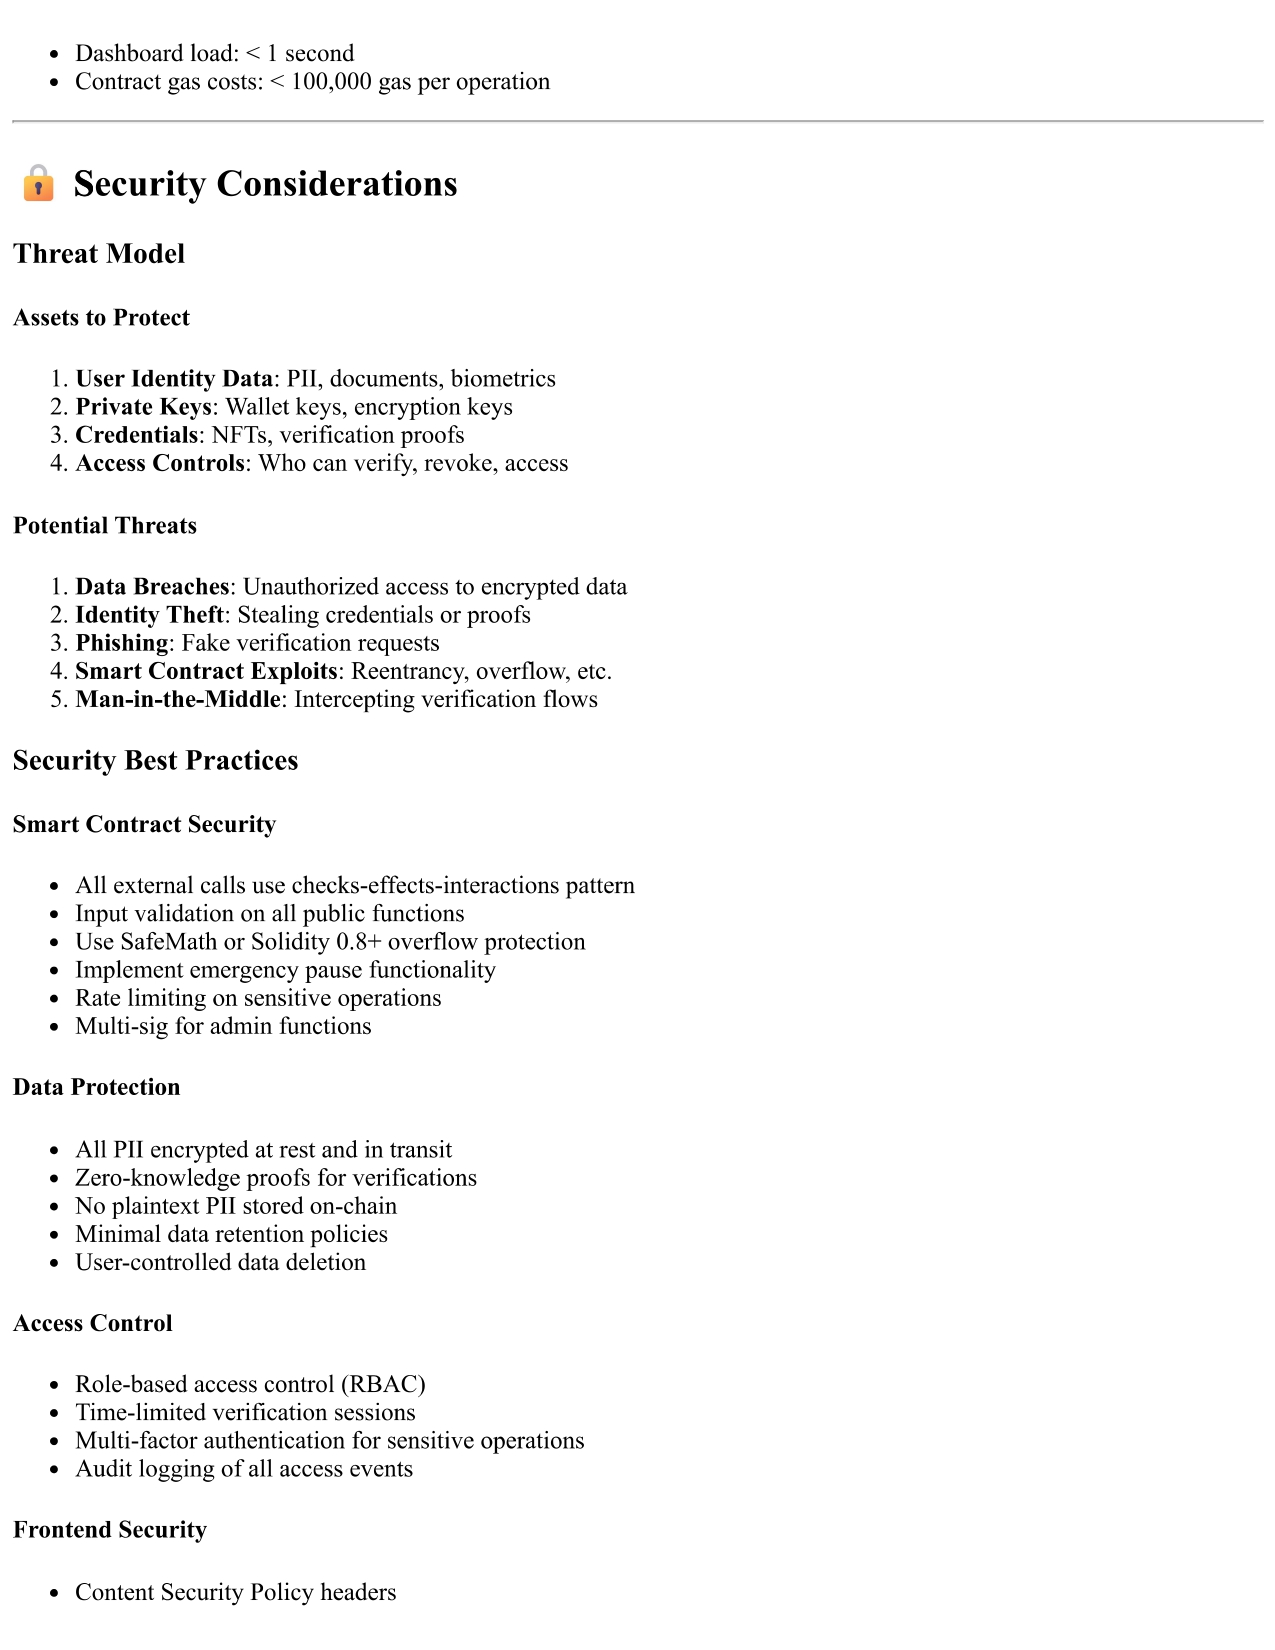 • Dashboard load: < 1 second
• Contract gas costs: < 100,000 gas per operation
🔒 Security Considerations
Threat Model
Assets to Protect
1. User Identity Data: PII, documents, biometrics
2. Private Keys: Wallet keys, encryption keys
3. Credentials: NFTs, verification proofs
4. Access Controls: Who can verify, revoke, access
Potential Threats
1. Data Breaches: Unauthorized access to encrypted data
2. Identity Theft: Stealing credentials or proofs
3. Phishing: Fake verification requests
4. Smart Contract Exploits: Reentrancy, overflow, etc.
5. Man-in-the-Middle: Intercepting verification flows
Security Best Practices
Smart Contract Security
• All external calls use checks-effects-interactions pattern
• Input validation on all public functions
• Use SafeMath or Solidity 0.8+ overflow protection
• Implement emergency pause functionality
• Rate limiting on sensitive operations
• Multi-sig for admin functions
Data Protection
• All PII encrypted at rest and in transit
• Zero-knowledge proofs for verifications
• No plaintext PII stored on-chain
• Minimal data retention policies
• User-controlled data deletion
Access Control
• Role-based access control (RBAC)
• Time-limited verification sessions
• Multi-factor authentication for sensitive operations
• Audit logging of all access events
Frontend Security
• Content Security Policy headers